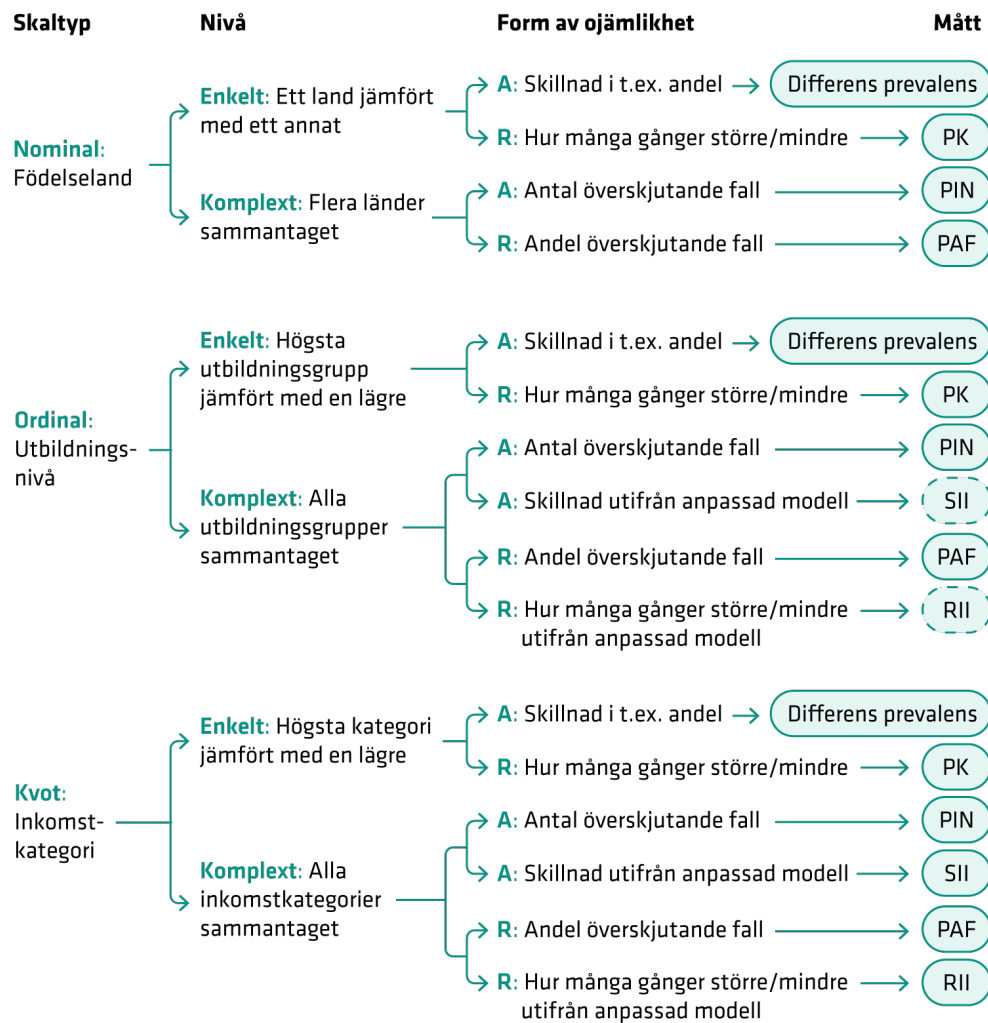 Skaltyp Nivå Form av ojämlikhet Mått
Nominal:
Födelseland
Enkelt: Ett land jämfört
med ett annat
A: Skillnad i t.ex. andel
Differens prevalens
R: Hur många gånger större/mindre
PK
Komplext: Flera länder
sammantaget
A: Antal överskjutande fall
PIN
R: Andel överskjutande fall
PAF
Ordinal:
Utbildnings-
nivå
Enkelt: Högsta
utbildningsgrupp
jämfört med en lägre
A: Skillnad i t.ex. andel
Differens prevalens
R: Hur många gånger större/mindre
PK
Komplext: Alla
utbildningsgrupper
sammantaget
A: Antal överskjutande fall
PIN
A: Skillnad utifrån anpassad modell
SII
R: Andel överskjutande fall
PAF
R: Hur många gånger större/mindre
utifrån anpassad modell
RII
Kvot:
Inkomst-
kategori
Enkelt: Högsta kategori
jämfört med en lägre
A: Skillnad i t.ex. andel
Differens prevalens
R: Hur många gånger större/mindre
PK
Komplext: Alla
inkomstkategorier
sammantaget
A: Antal överskjutande fall
PIN
A: Skillnad utifrån anpassad modell
SII
R: Andel överskjutande fall
PAF
R: Hur många gånger större/mindre
utifrån anpassad modell
RII